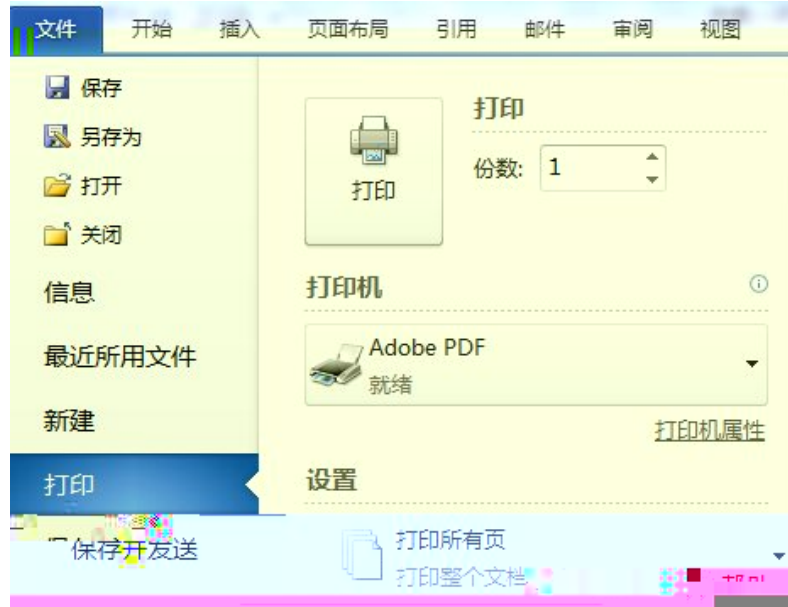 文件 开始 插入 页面布局 引用 邮件 审阅 视图
保存
另存为
打开
关闭
信息
最近所用文件
新建
打印
保存并发送
打印
打印
份数: 1
打印机
Adobe PDF
就绪
打印机属性
设置
打印所有页
打印整个文档